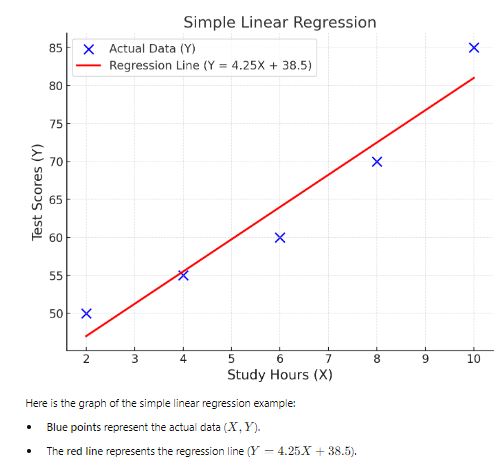 Simple Linear Regression
Actual Data (Y)
Regression Line (Y = 4.25X + 38.5)
85
80
75
70
65
60
55
50
Test Scores (Y)
2 3 4 5 6 7 8 9 10
Study Hours (X)
Here is the graph of the simple linear regression example:
• Blue points represent the actual data (X, Y).
• The red line represents the regression line (Y = 4.25X + 38.5).